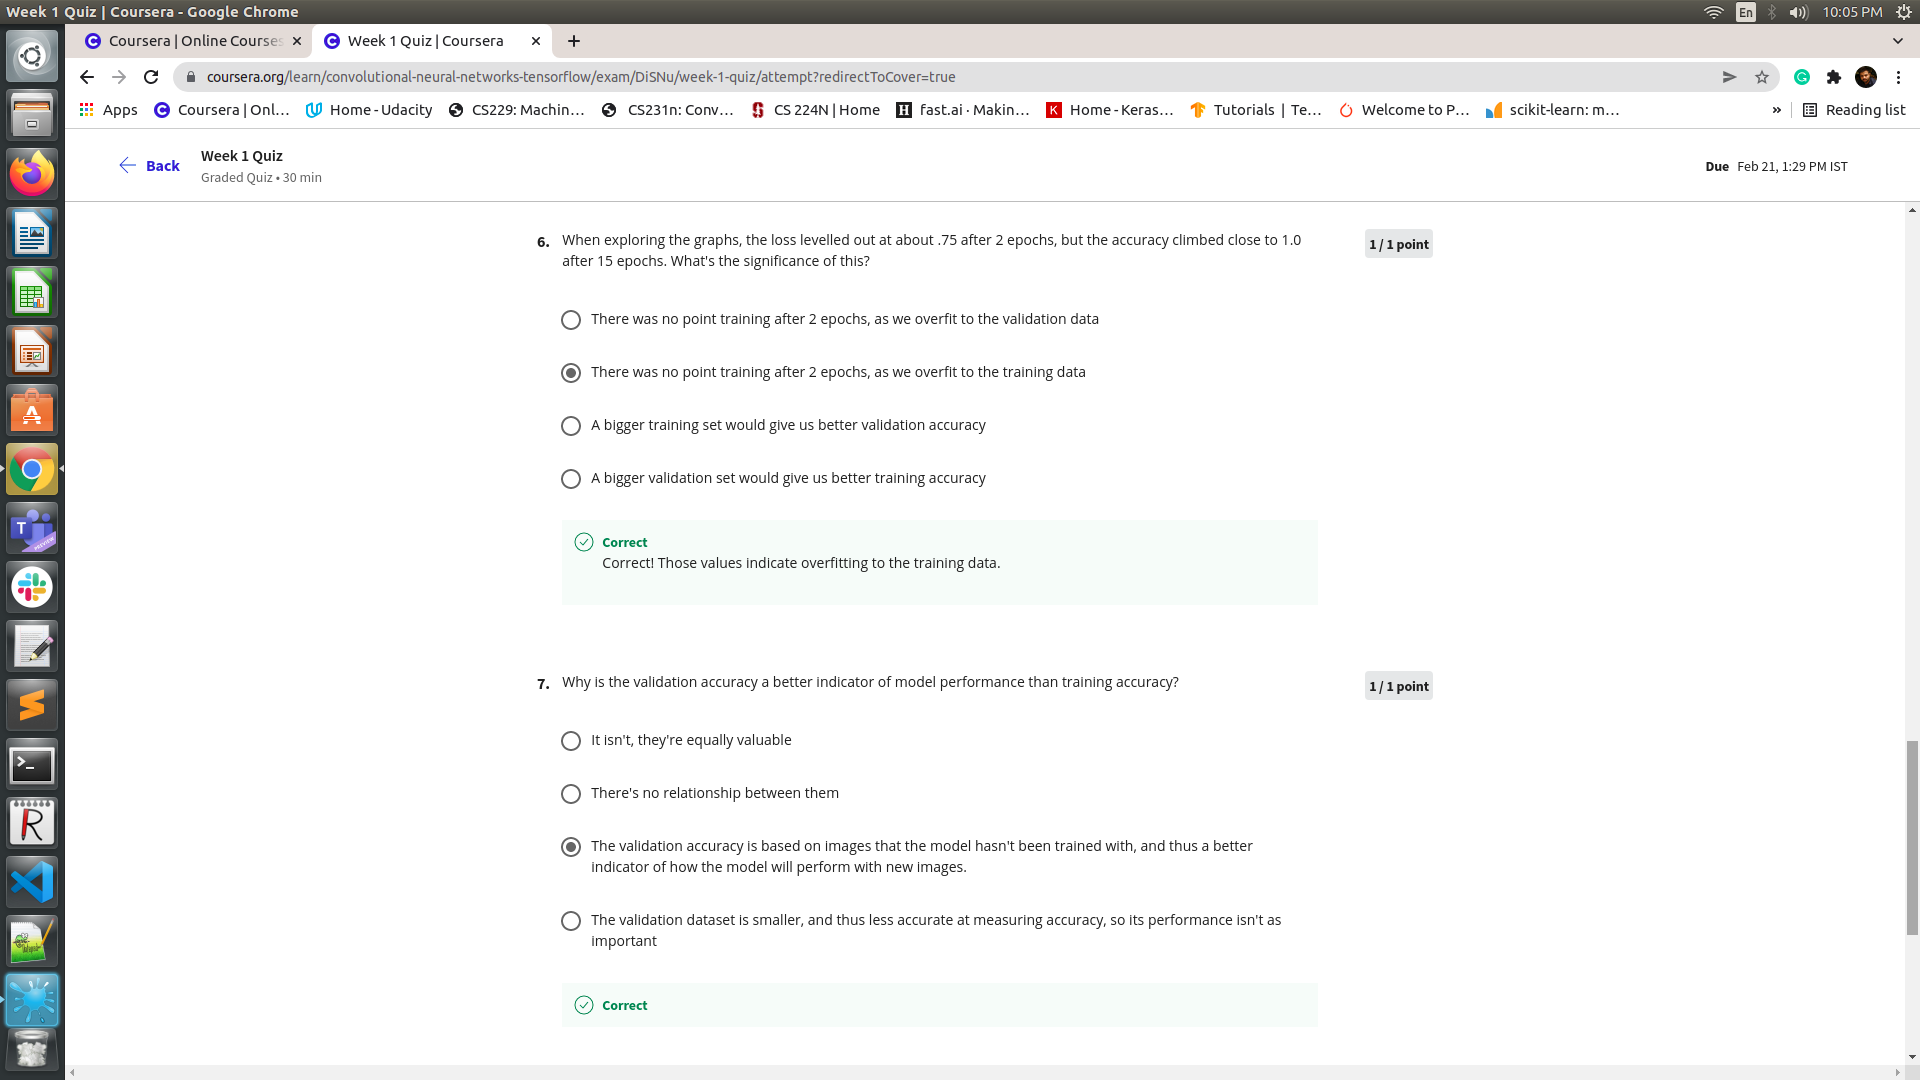 Week 1 Quiz | Coursera - Google Chrome
En
10:05 PM
Coursera | Online Courses
Week 1 Quiz | Coursera
coursera.org/learn/convolutional-neural-networks-tensorflow/exam/DiSNu/week-1-quiz/attempt?redirectToCover=true
Apps
Coursera | Onl...
Home - Udacity
CS229: Machin...
CS231n: Conv...
CS 224N | Home
fast.ai · Makin...
Home - Keras...
Tutorials | Te...
Welcome to P...
scikit-learn: m...
»
Reading list
Back
Week 1 Quiz
Graded Quiz • 30 min
Due Feb 21, 1:29 PM IST
6. When exploring the graphs, the loss levelled out at about .75 after 2 epochs, but the accuracy climbed close to 1.0
after 15 epochs. What's the significance of this?
1 / 1 point
There was no point training after 2 epochs, as we overfit to the validation data
There was no point training after 2 epochs, as we overfit to the training data
A bigger training set would give us better validation accuracy
A bigger validation set would give us better training accuracy
Correct
Correct! Those values indicate overfitting to the training data.
7. Why is the validation accuracy a better indicator of model performance than training accuracy?
1 / 1 point
It isn't, they're equally valuable
There's no relationship between them
The validation accuracy is based on images that the model hasn't been trained with, and thus a better
indicator of how the model will perform with new images.
The validation dataset is smaller, and thus less accurate at measuring accuracy, so its performance isn't as
important
Correct